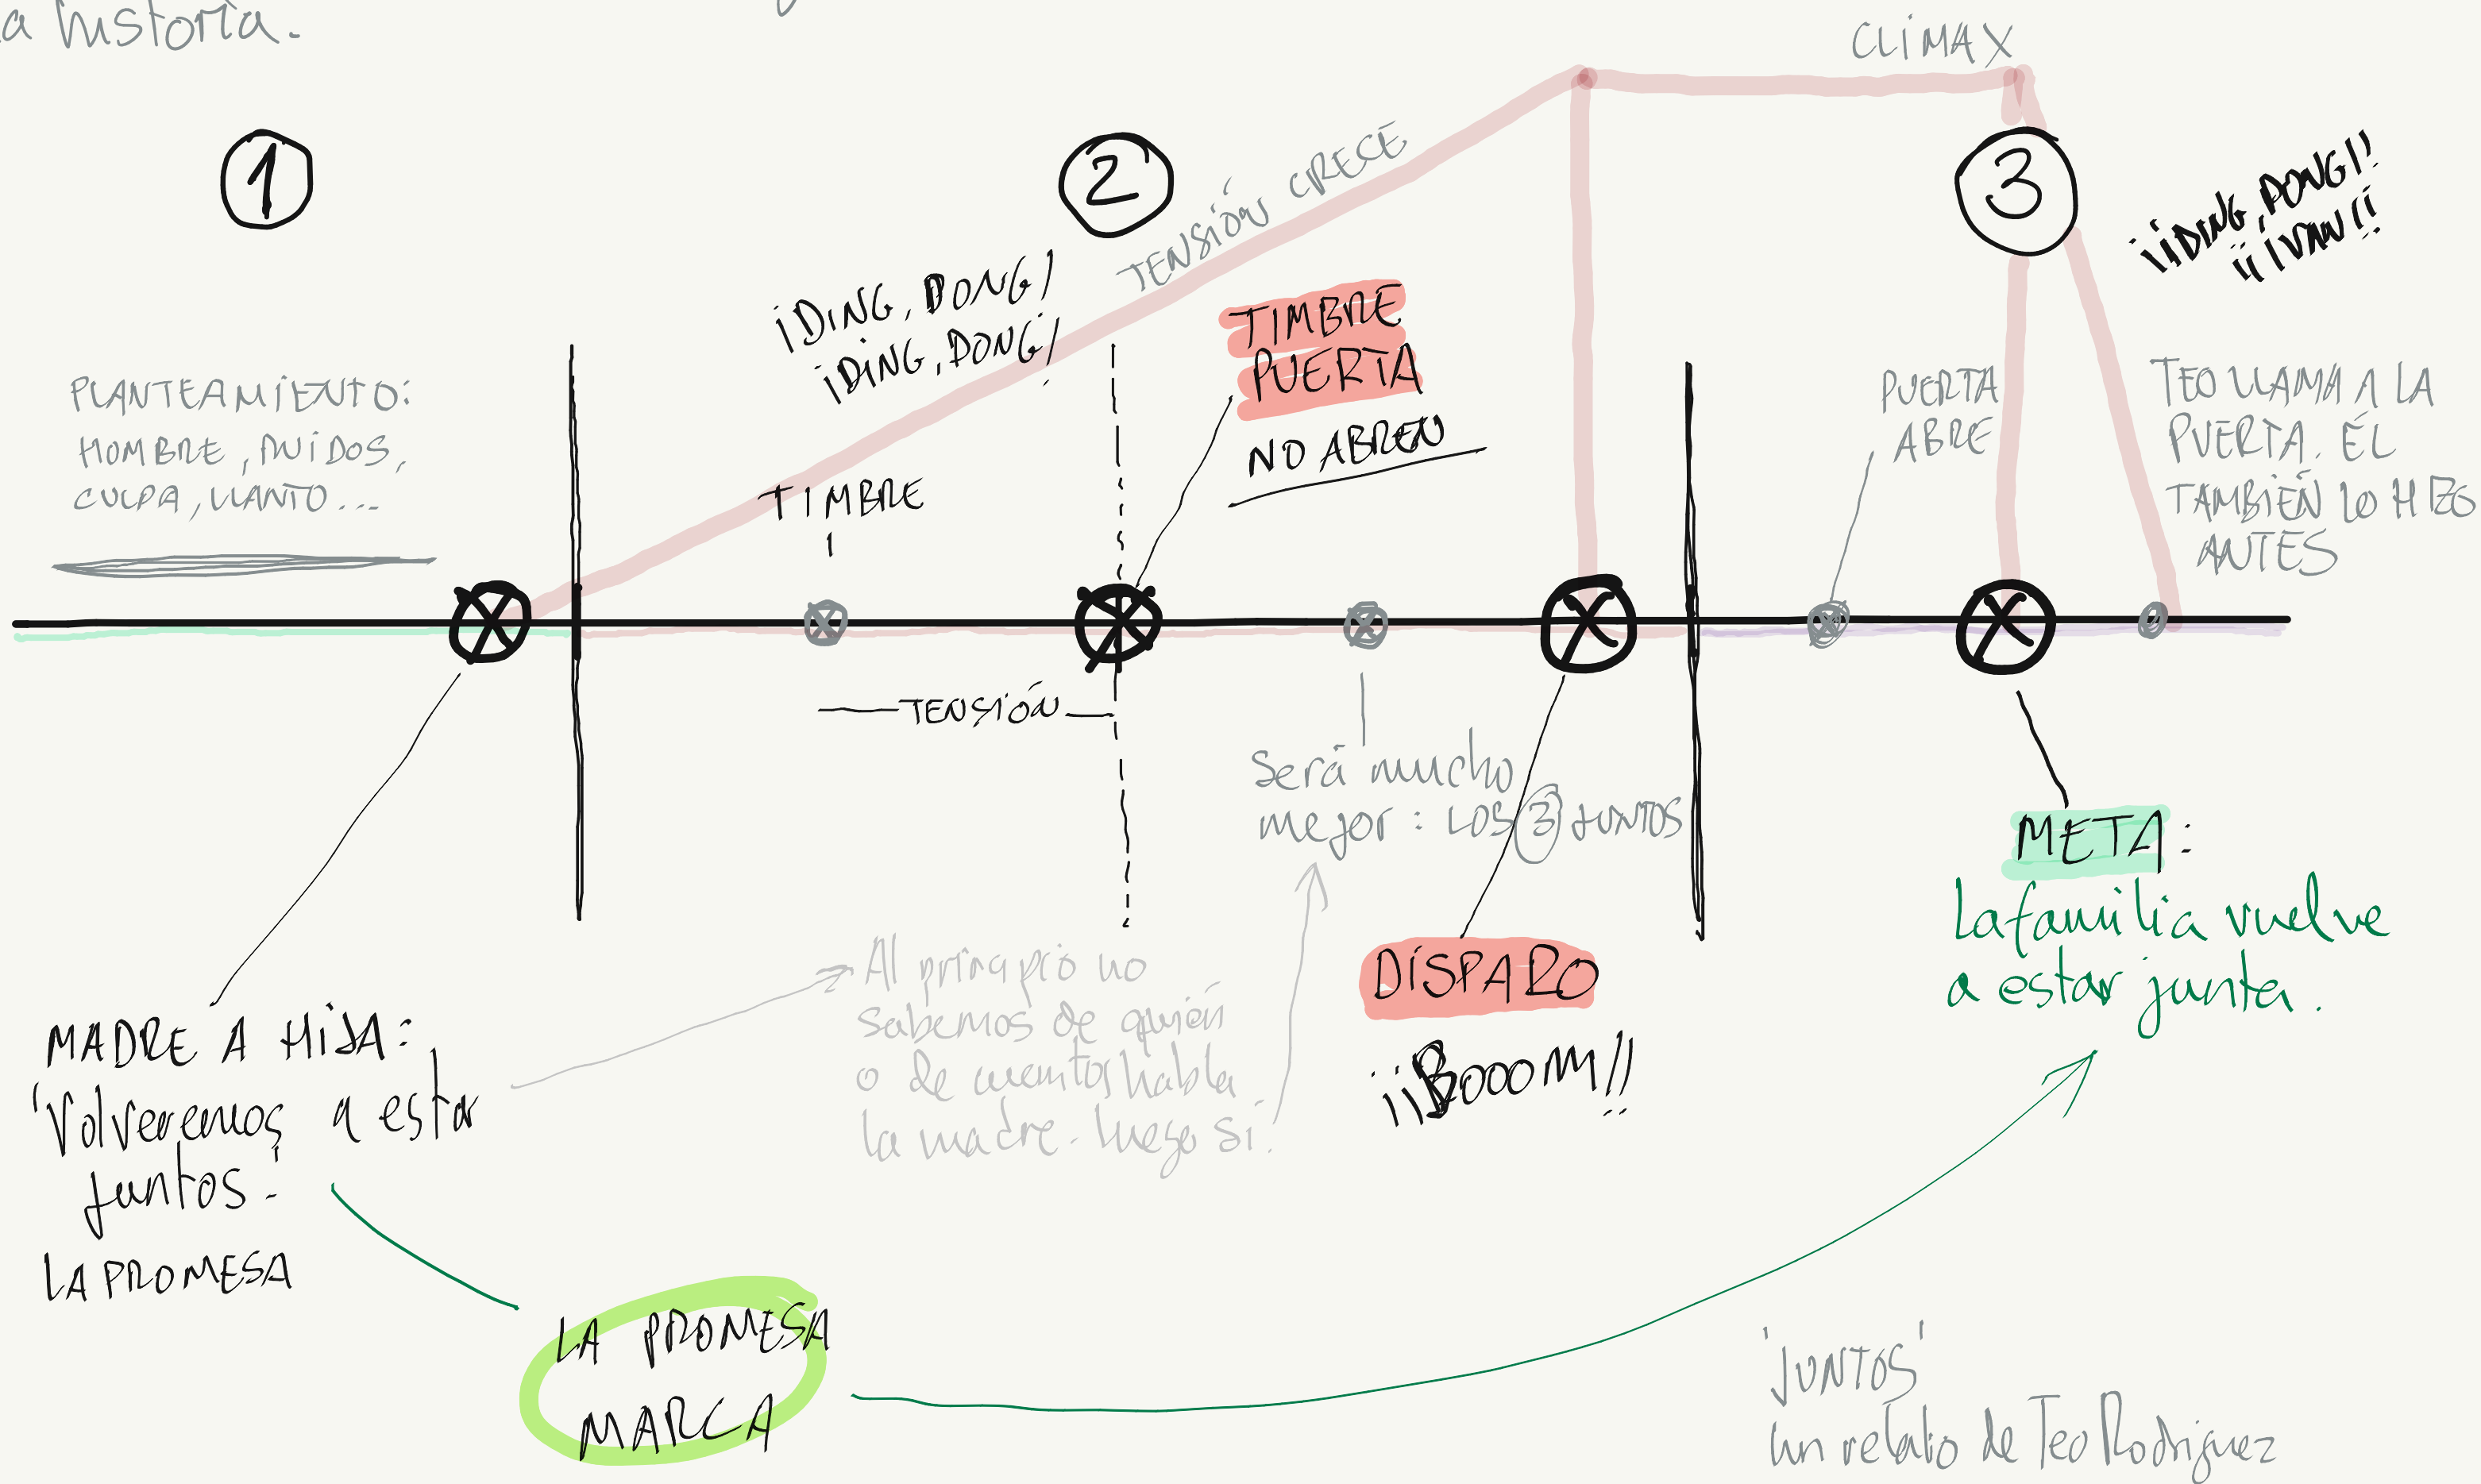 a historia.
CLÍMAX
1
2
3
TENSIÓN CRECE
¡DING, DONG!
¡DING, DONG!
¡¡¡DING, DONG!!!
¡¡¡IVAN!!!
TIMBRE
PUERTA
NO ABREN
PLANTEAMIENTO:
HOMBRE, RUIDOS,
CULPA, LLANTO...
TIMBRE
PUERTA
ABRE
TEO LLAMA A LA
PUERTA. ÉL
TAMBIÉN LO HIZO
ANTES
TENSIÓN
Será mucho
mejor: LOS 3 JUNTOS
META:
La familia vuelve
a estar junta.
Al principio no
sabemos de quién
o de cuentos habla
la madre. Luego sí.
DISPARO
¡¡BOOOM!!
MADRE A HIJA:
'Volveremos a estar
juntos.'
LA PROMESA
LA PROMESA
MARCA
'JUNTOS'
un relato de Teo Rodriguez